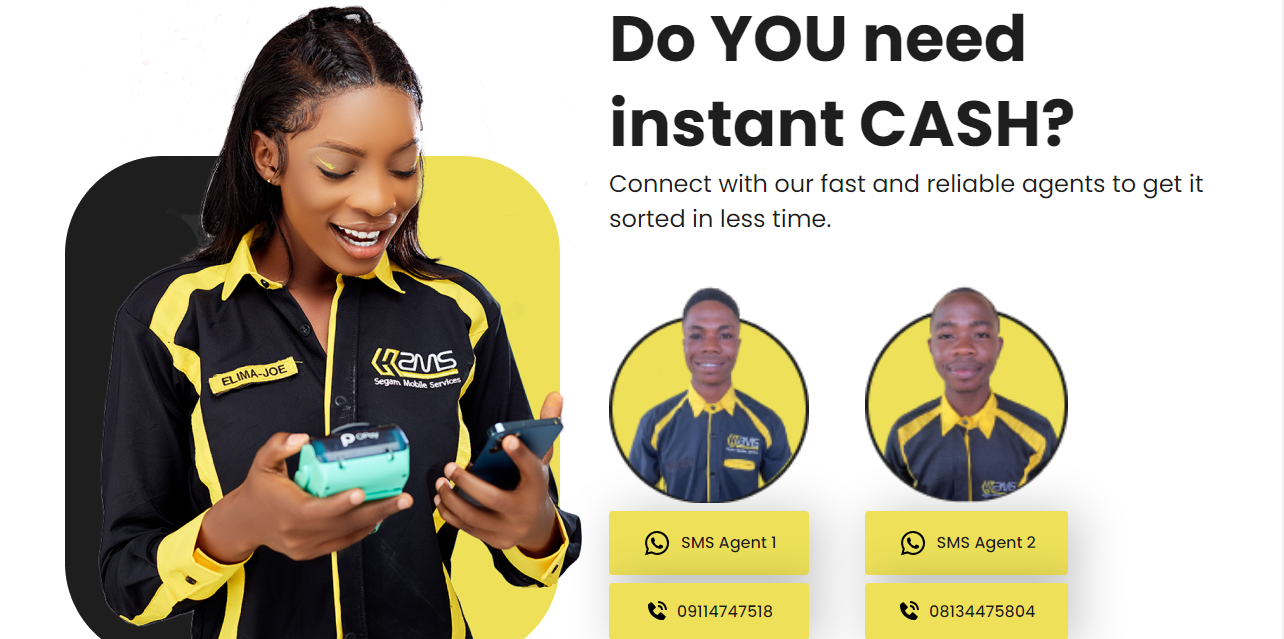 Do YOU need
instant CASH?
Connect with our fast and reliable agents to get it
sorted in less time.
ELIMA-JOE
SMS
Segam Mobile Services
OPay
SMS Agent 1
SMS Agent 2
09114747518
08134475804